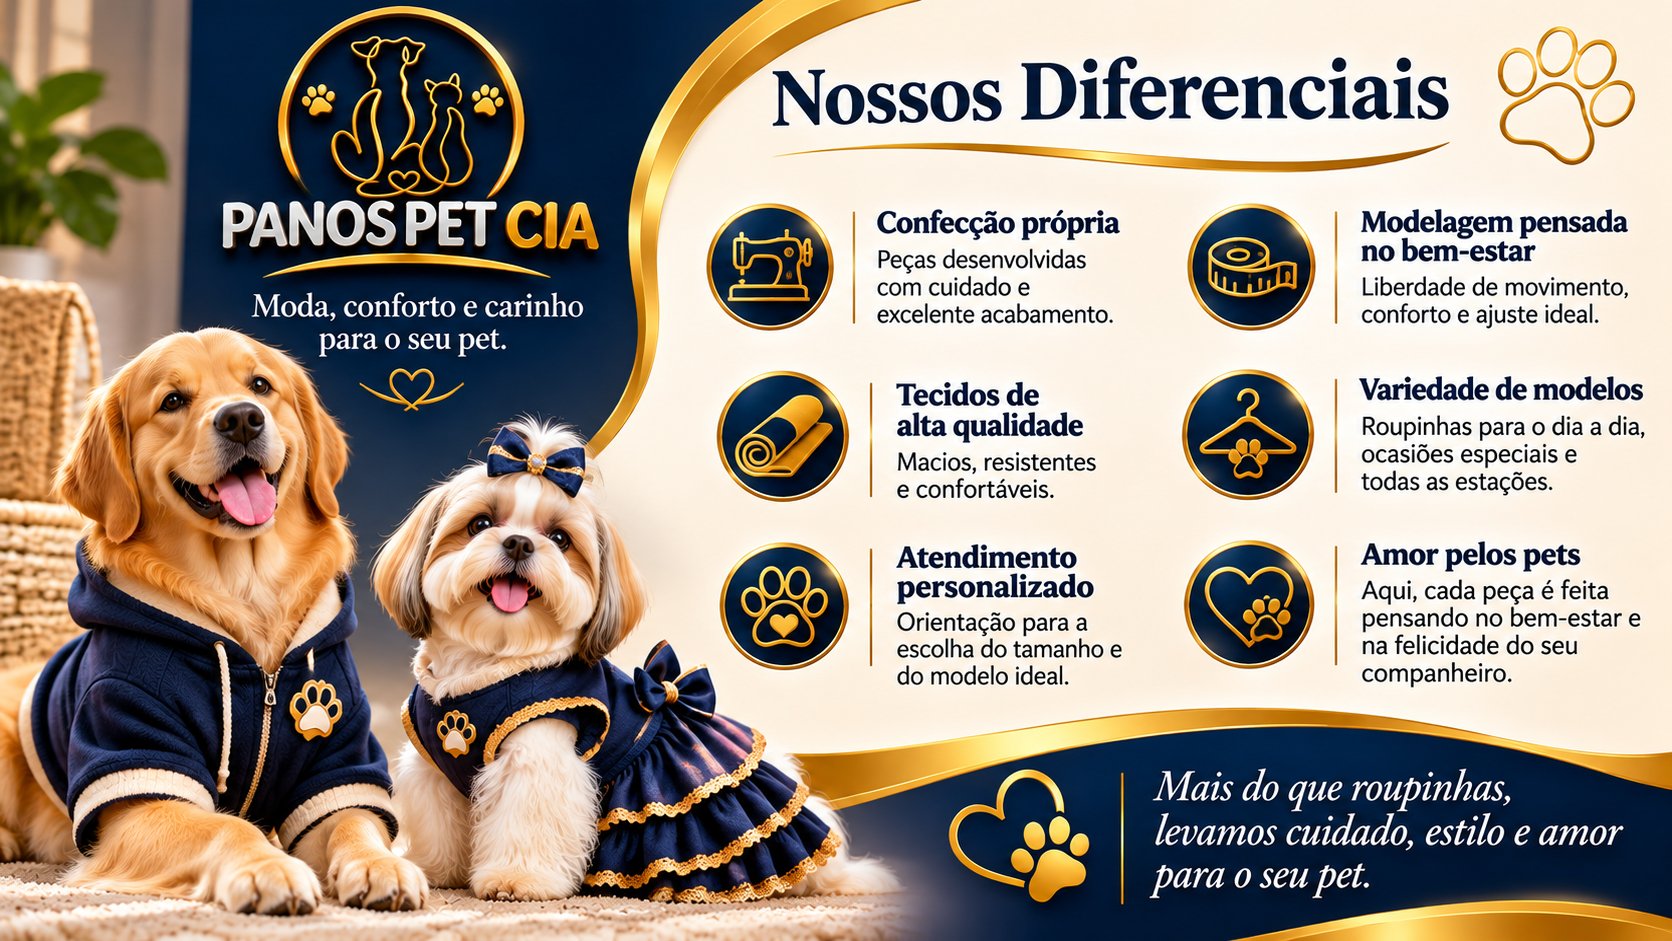 PANOS PET CIA
Moda, conforto e carinho
para o seu pet.
Nossos Diferenciais
Confecção própria
Peças desenvolvidas
com cuidado e
excelente acabamento.
Modelagem pensada
no bem-estar
Liberdade de movimento,
conforto e ajuste ideal.
Tecidos de
alta qualidade
Macios, resistentes
e confortáveis.
Variedade de modelos
Roupinhas para o dia a dia,
ocasiões especiais e
todas as estações.
Atendimento
personalizado
Orientação para a
escolha do tamanho e
do modelo ideal.
Amor pelos pets
Aqui, cada peça é feita
pensando no bem-estar e
na felicidade do seu
companheiro.
Mais do que roupinhas,
levamos cuidado, estilo e amor
para o seu pet.